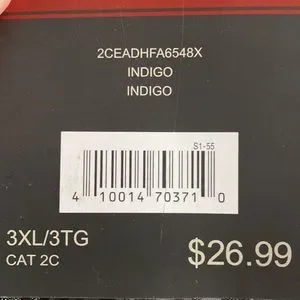 2CEADHFA6548X
INDIGO
INDIGO
S1-55
4 10014 70371 0
3XL/3TG
CAT 2C
$26.99